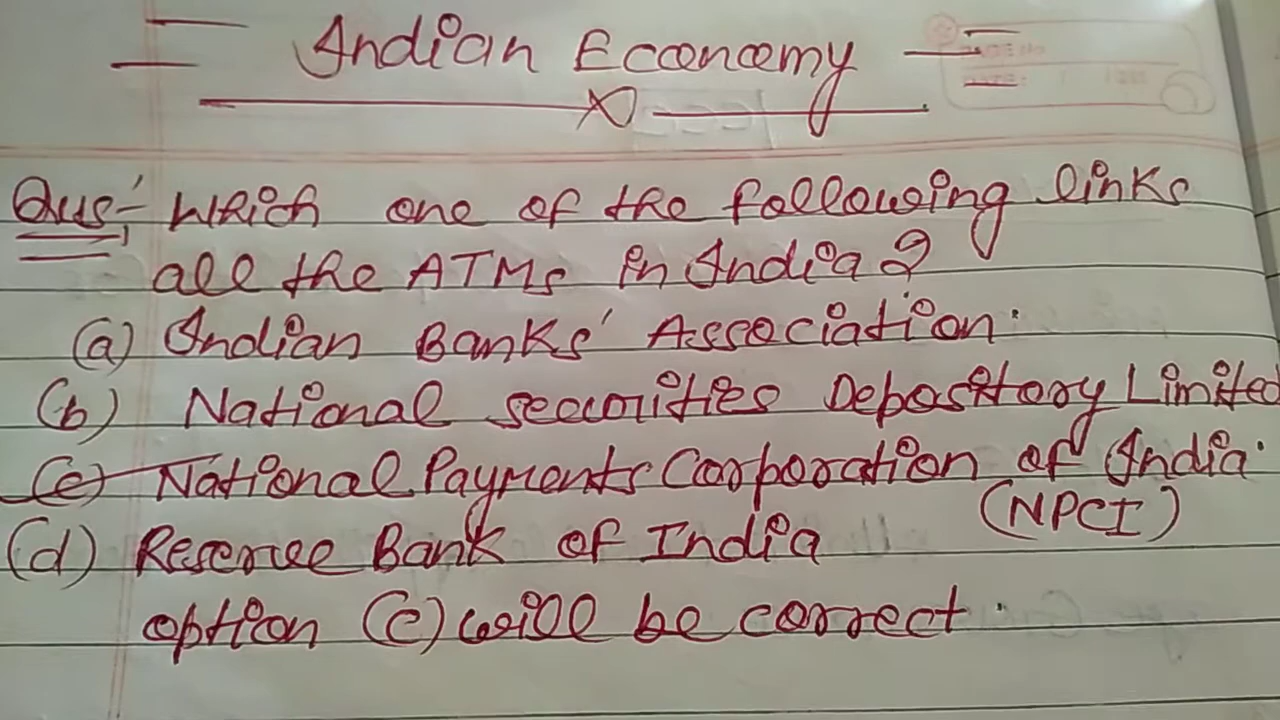 Indian Economy
Ques:- Which one of the following links
all the ATMs in India?
(a) Indian Banks' Association.
(b) National Securities Depository Limited
(c) National Payments Corporation of India.
(NPCI)
(d) Reserve Bank of India
option (c) will be correct.